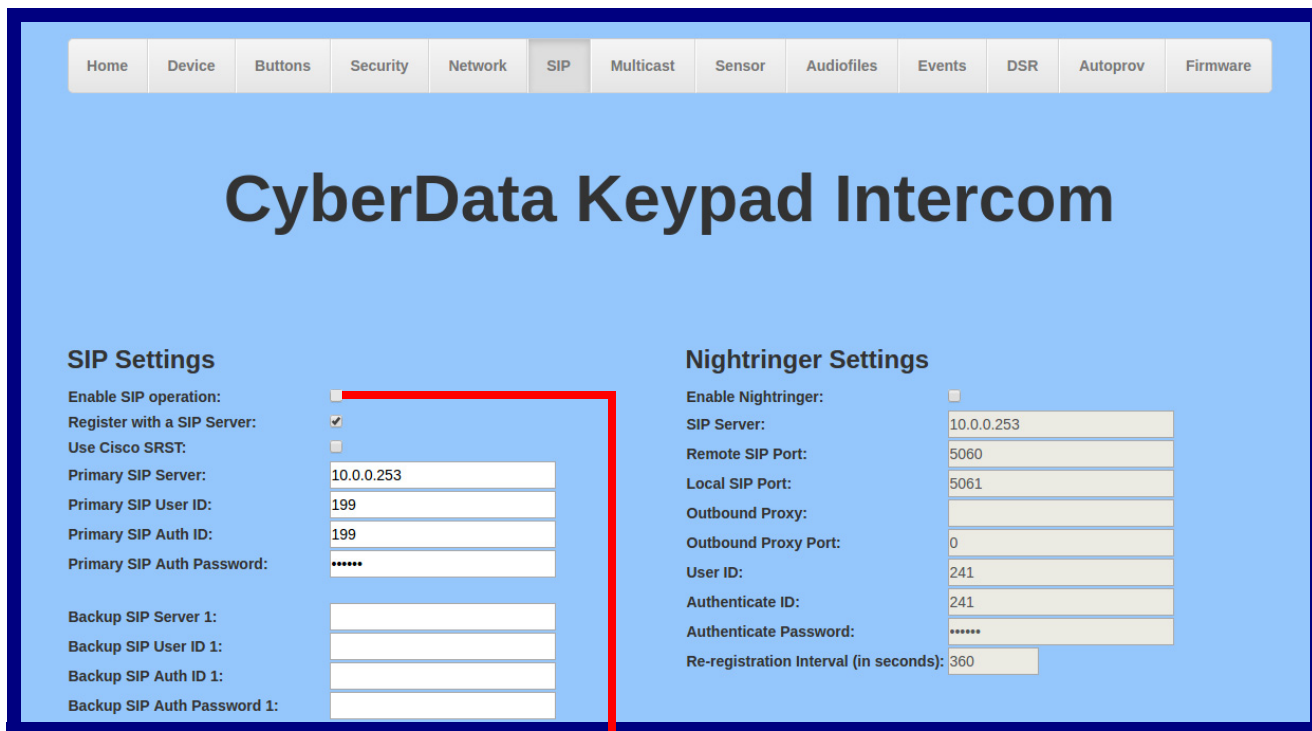 Home Device Buttons Security Network SIP Multicast Sensor Audiofiles Events DSR Autoprov Firmware
CyberData Keypad Intercom
SIP Settings
Enable SIP operation:
Register with a SIP Server:
Use Cisco SRST:
Primary SIP Server: 10.0.0.253
Primary SIP User ID: 199
Primary SIP Auth ID: 199
Primary SIP Auth Password: ••••••
Backup SIP Server 1:
Backup SIP User ID 1:
Backup SIP Auth ID 1:
Backup SIP Auth Password 1:
Nightringer Settings
Enable Nightringer:
SIP Server: 10.0.0.253
Remote SIP Port: 5060
Local SIP Port: 5061
Outbound Proxy:
Outbound Proxy Port: 0
User ID: 241
Authenticate ID: 241
Authenticate Password: ••••••
Re-registration Interval (in seconds): 360